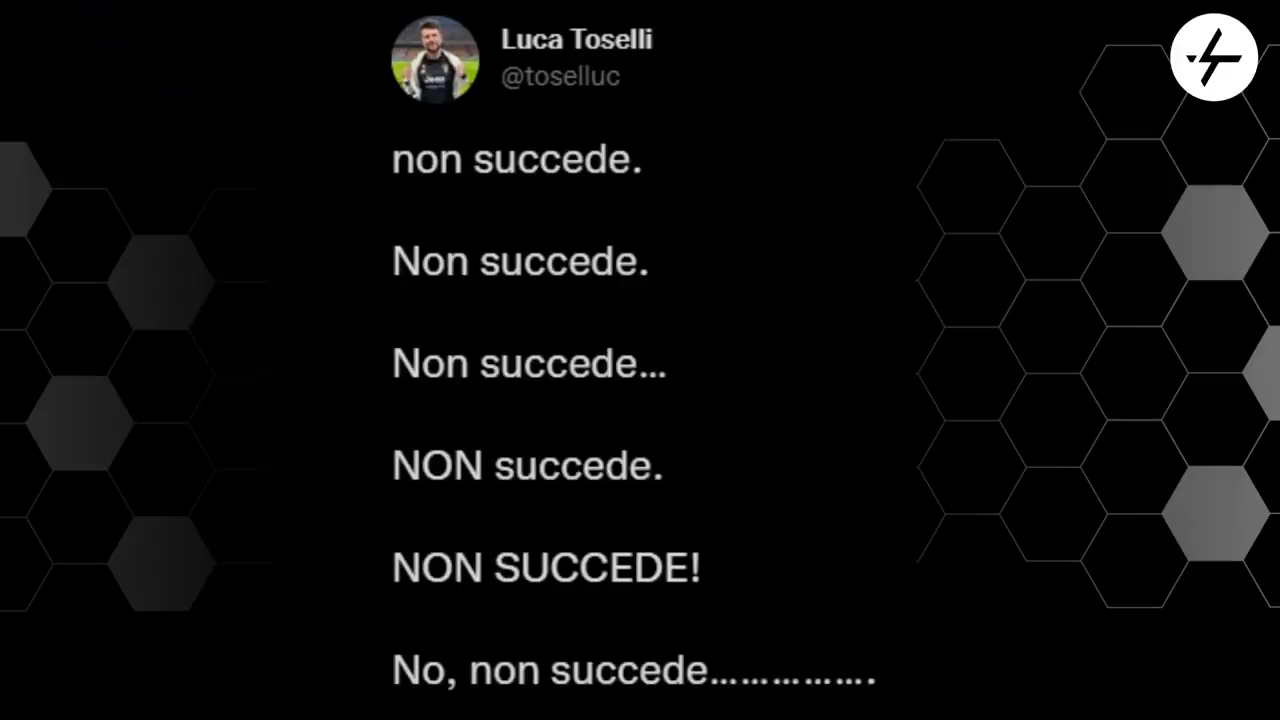 Luca Toselli
@toselluc
non succede.
Non succede.
Non succede...
NON succede.
NON SUCCEDE!
No, non succede................